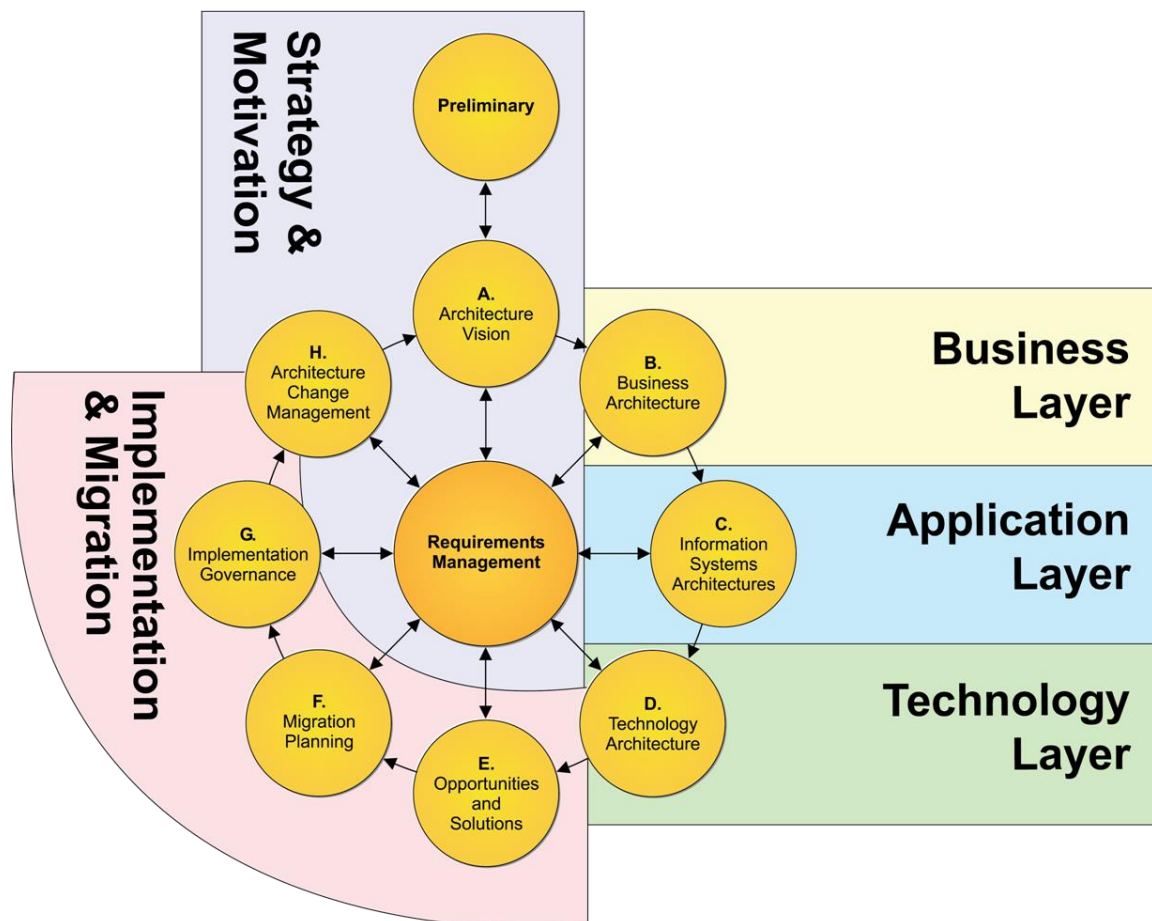 Strategy &
Motivation
Preliminary
A.
Architecture
Vision
H.
Architecture
Change
Management
B.
Business
Architecture
Business
Layer
Implementation
& Migration
G.
Implementation
Governance
Requirements
Management
C.
Information
Systems
Architectures
Application
Layer
F.
Migration
Planning
E.
Opportunities
and
Solutions
D.
Technology
Architecture
Technology
Layer